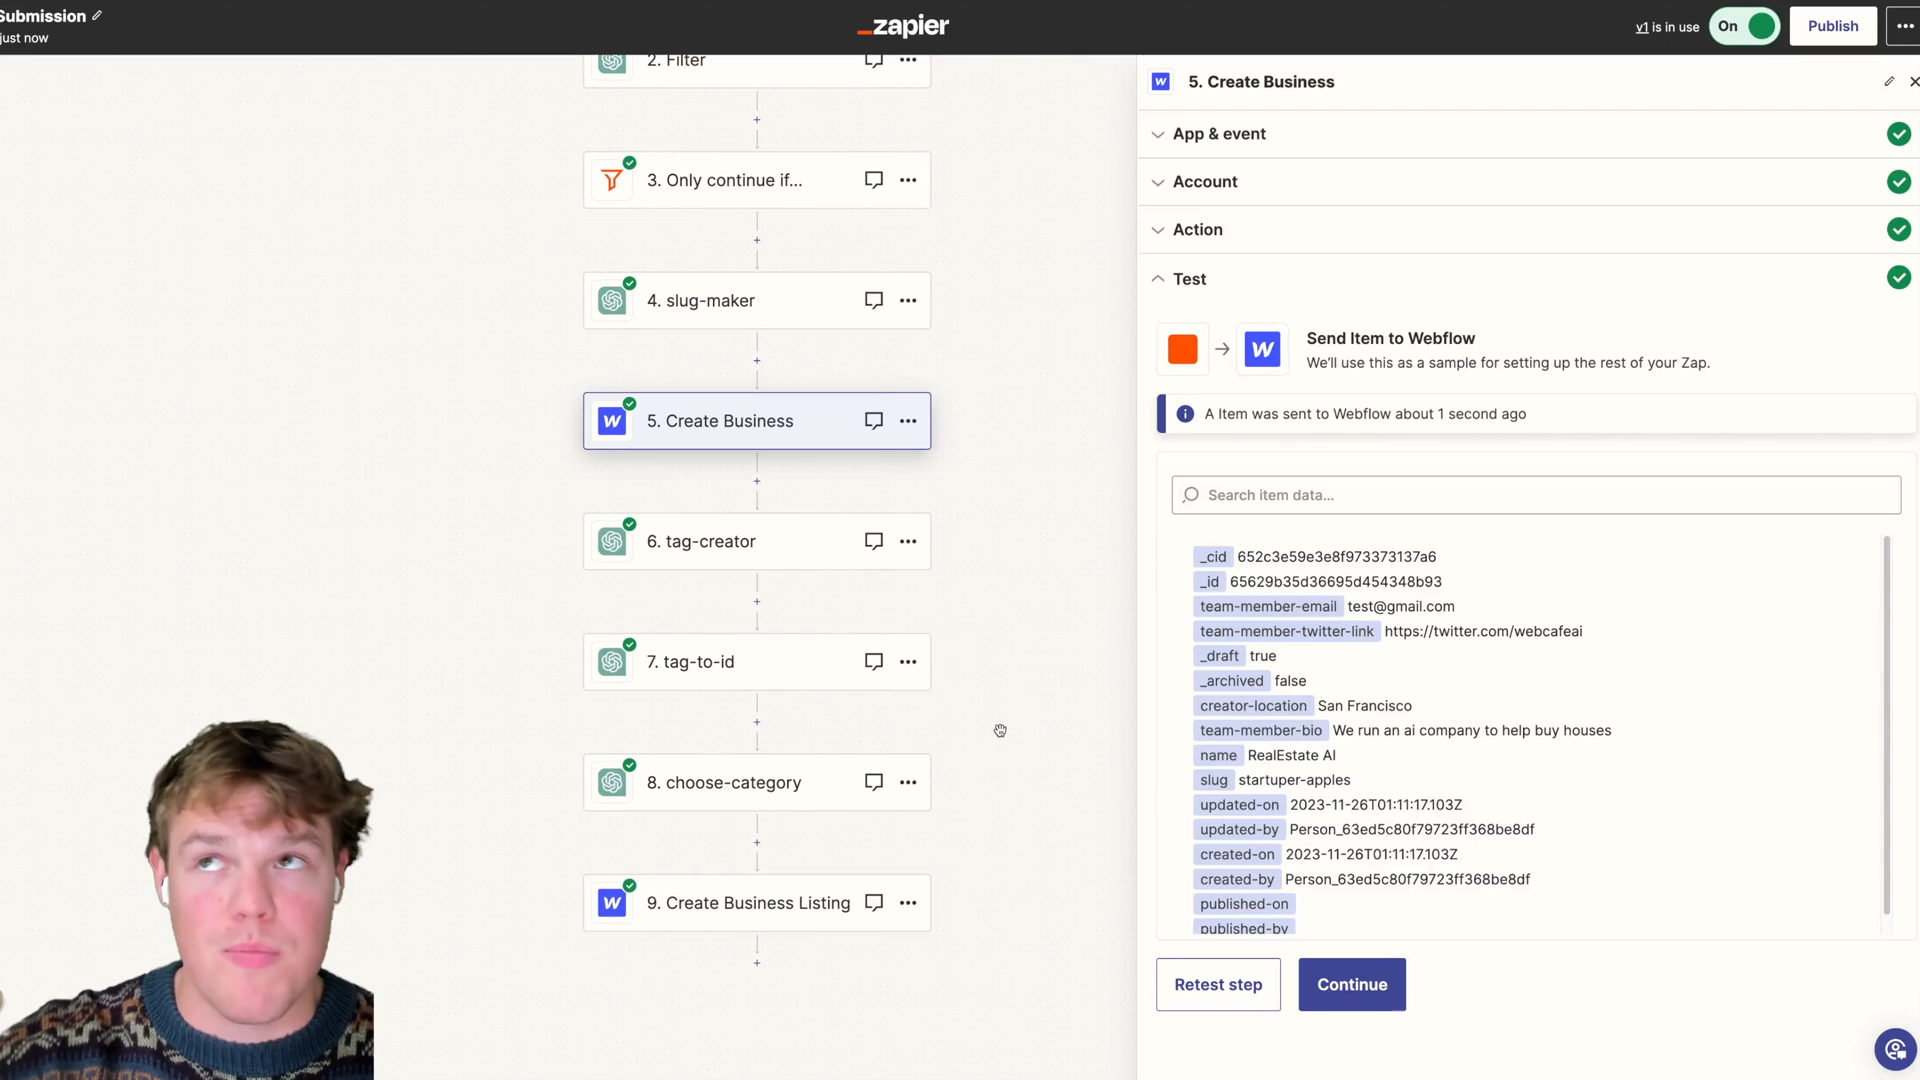 Submission
just now
zapier
v1 is in use
On
Publish
2. Filter
3. Only continue if...
4. slug-maker
5. Create Business
6. tag-creator
7. tag-to-id
8. choose-category
9. Create Business Listing
5. Create Business
App & event
Account
Action
Test
Send Item to Webflow
We'll use this as a sample for setting up the rest of your Zap.
A Item was sent to Webflow about 1 second ago
Search item data...
_cid 652c3e59e3e8f973373137a6
_id 65629b35d36695d454348b93
team-member-email test@gmail.com
team-member-twitter-link https://twitter.com/webcafeai
_draft true
_archived false
creator-location San Francisco
team-member-bio We run an ai company to help buy houses
name RealEstate AI
slug startuper-apples
updated-on 2023-11-26T01:11:17.103Z
updated-by Person_63ed5c80f79723ff368be8df
created-on 2023-11-26T01:11:17.103Z
created-by Person_63ed5c80f79723ff368be8df
published-on
published-by
Retest step
Continue